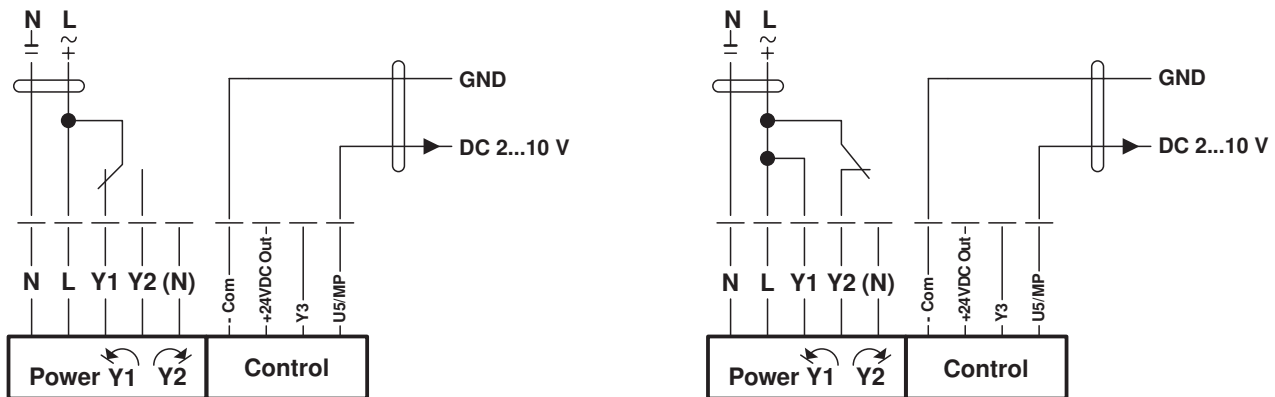 N L
GND
DC 2...10 V
N L Y1 Y2 (N)
- Com
+24VDC Out
Y3
U5/MP
Power Y1 Y2
Control
N L
GND
DC 2...10 V
N L Y1 Y2 (N)
- Com
+24VDC Out
Y3
U5/MP
Power Y1 Y2
Control